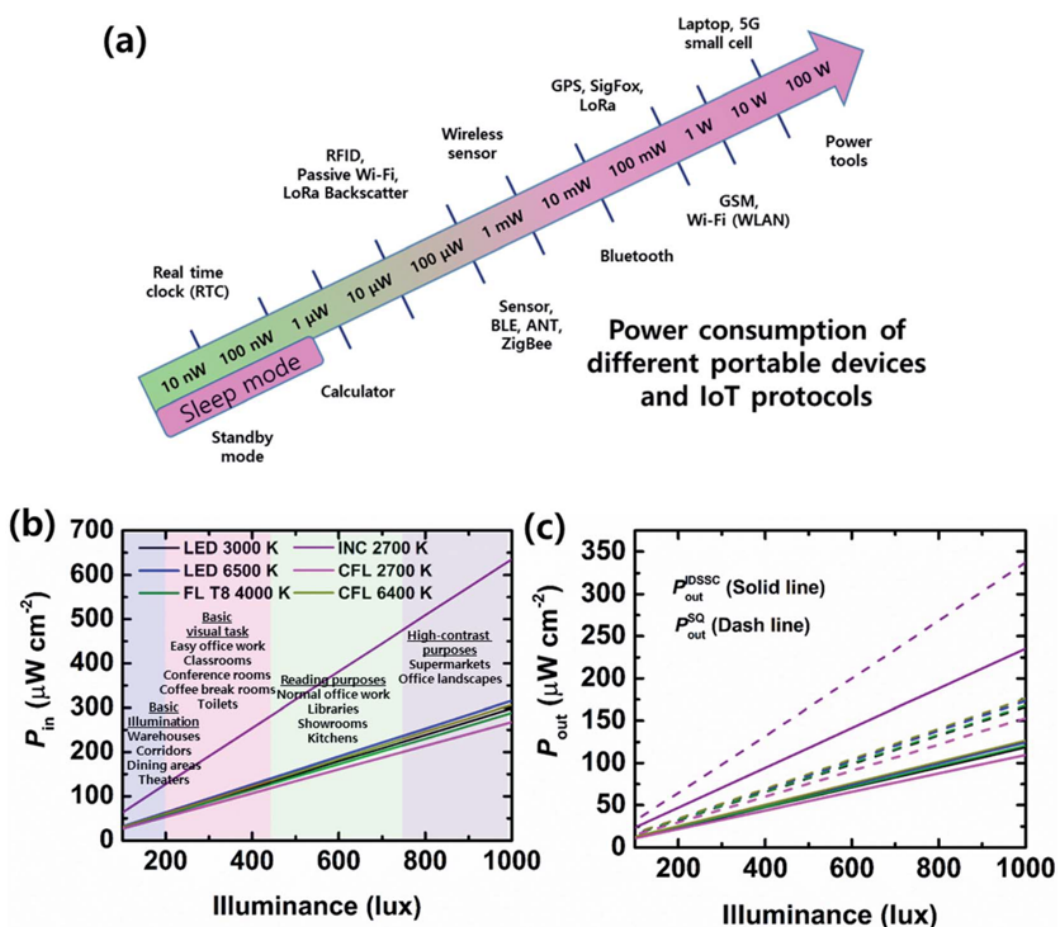 (a)
Laptop, 5G
small cell
GPS, SigFox,
LoRa
Wireless
sensor
RFID,
Passive Wi-Fi,
LoRa Backscatter
Real time
clock (RTC)
10 nW
100 nW
1 μW
10 μW
100 μW
1 mW
10 mW
100 mW
1 W
10 W
100 W
Sleep mode
Standby
mode
Calculator
Sensor,
BLE, ANT,
ZigBee
Bluetooth
GSM,
Wi-Fi (WLAN)
Power
tools
Power consumption of
different portable devices
and IoT protocols
(b)
LED 3000 K
LED 6500 K
FL T8 4000 K
INC 2700 K
CFL 2700 K
CFL 6400 K
Basic
Illumination
Warehouses
Corridors
Dining areas
Theaters
Basic
visual task
Easy office work
Classrooms
Conference rooms
Coffee break rooms
Toilets
Reading purposes
Normal office work
Libraries
Showrooms
Kitchens
High-contrast
purposes
Supermarkets
Office landscapes
Pin (μW cm-2)
700
600
500
400
300
200
100
0
200 400 600 800 1000
Illuminance (lux)
(c)
PoutIDSSC (Solid line)
PoutSQ (Dash line)
Pout (μW cm-2)
350
300
250
200
150
100
50
0
200 400 600 800 1000
Illuminance (lux)